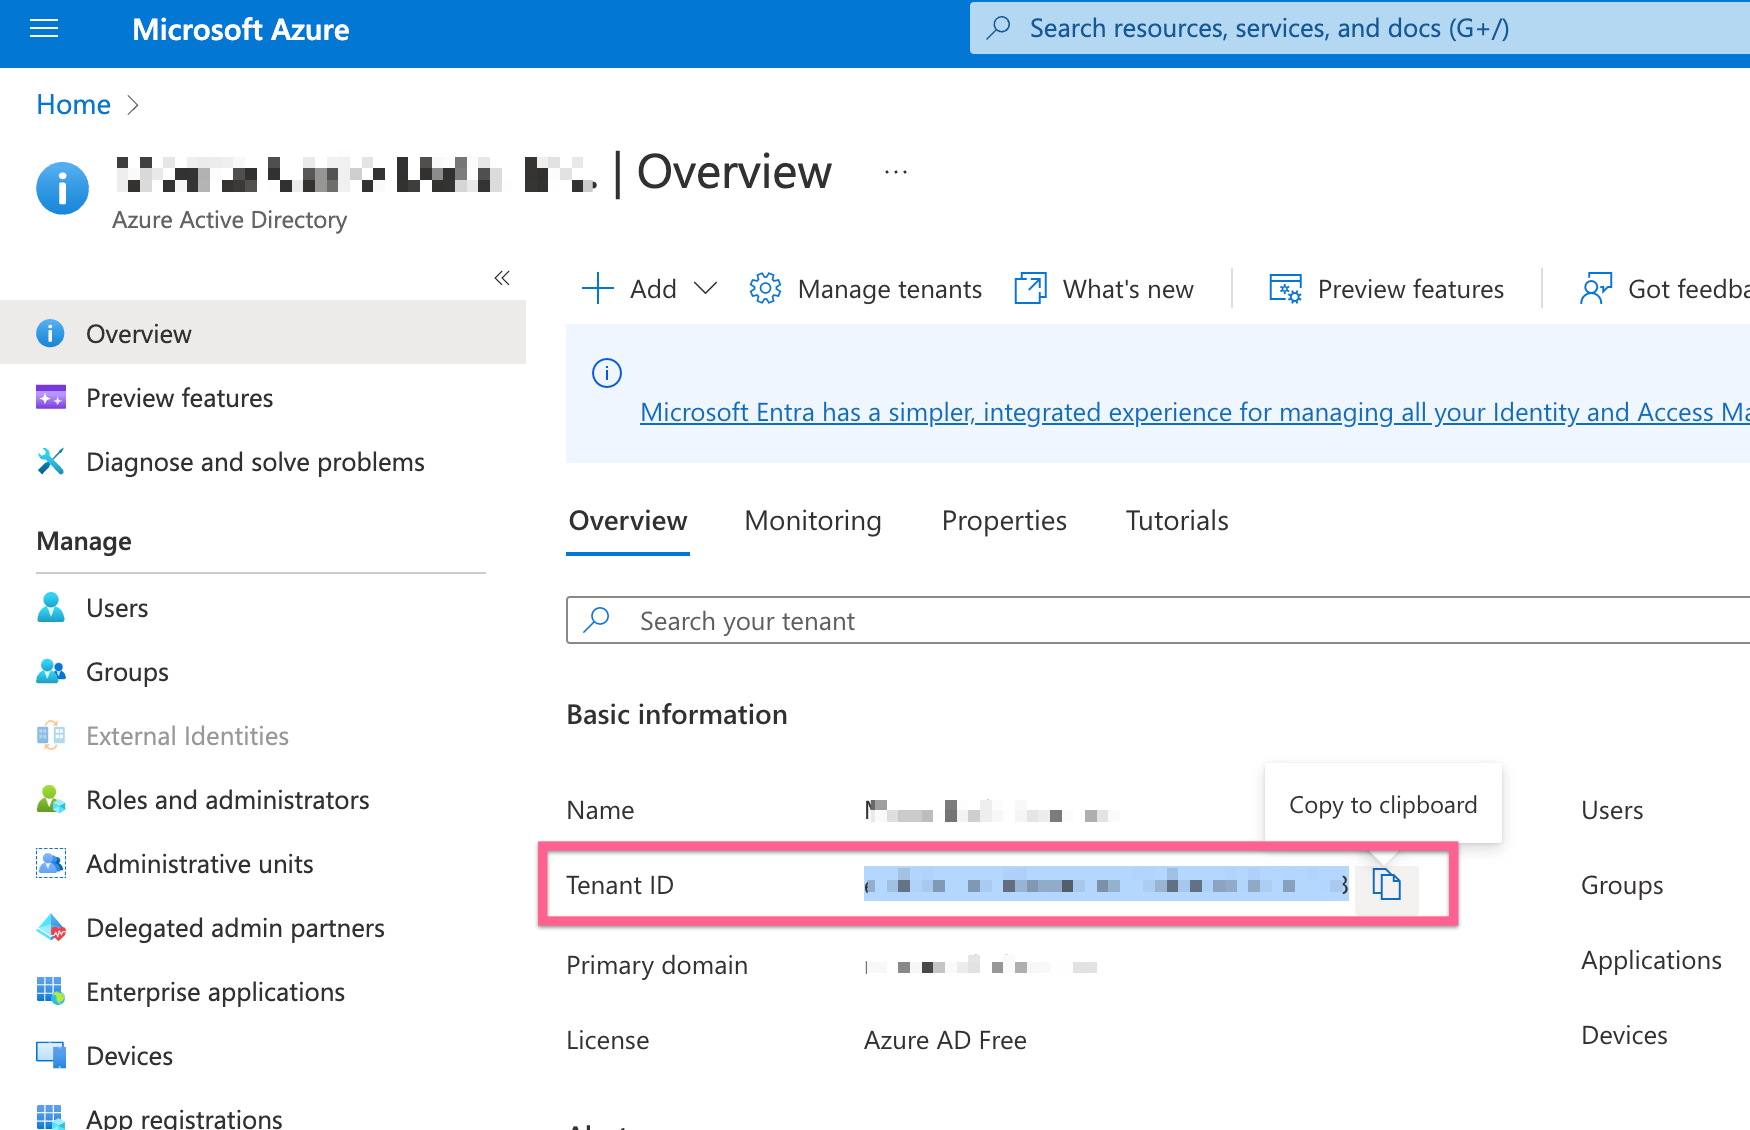 Microsoft Azure
Search resources, services, and docs (G+/)
Home
| Overview
...
Azure Active Directory
«
Add
Manage tenants
What's new
Preview features
Got feedba
Overview
Preview features
Diagnose and solve problems
Manage
Users
Groups
External Identities
Roles and administrators
Administrative units
Delegated admin partners
Enterprise applications
Devices
App registrations
Microsoft Entra has a simpler, integrated experience for managing all your Identity and Access Ma
Overview
Monitoring
Properties
Tutorials
Search your tenant
Basic information
Name
Copy to clipboard
Users
Tenant ID
Groups
Primary domain
Applications
License
Azure AD Free
Devices